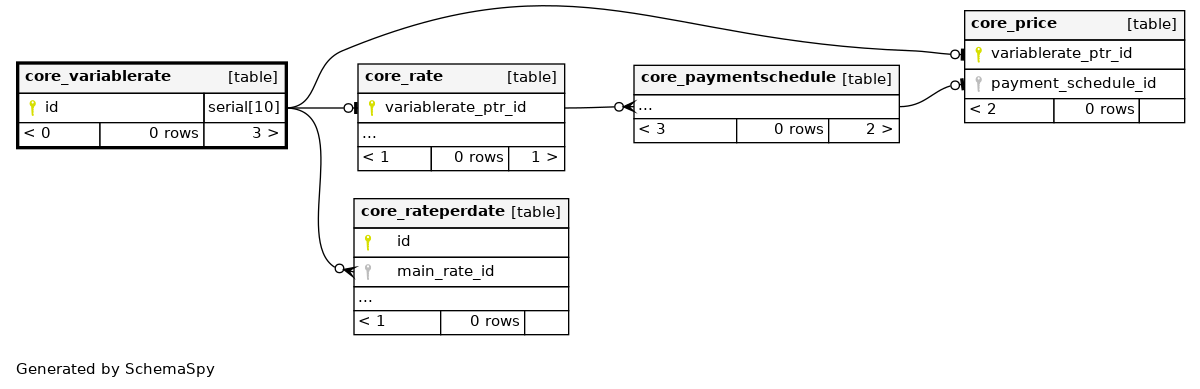 core_variablerate [table]
id serial[10]
< 0 0 rows 3 >
core_rate [table]
variablerate_ptr_id
...
< 1 0 rows 1 >
core_rateperdate [table]
id
main_rate_id
...
< 1 0 rows
core_paymentschedule [table]
...
< 3 0 rows 2 >
core_price [table]
variablerate_ptr_id
payment_schedule_id
< 2 0 rows
Generated by SchemaSpy